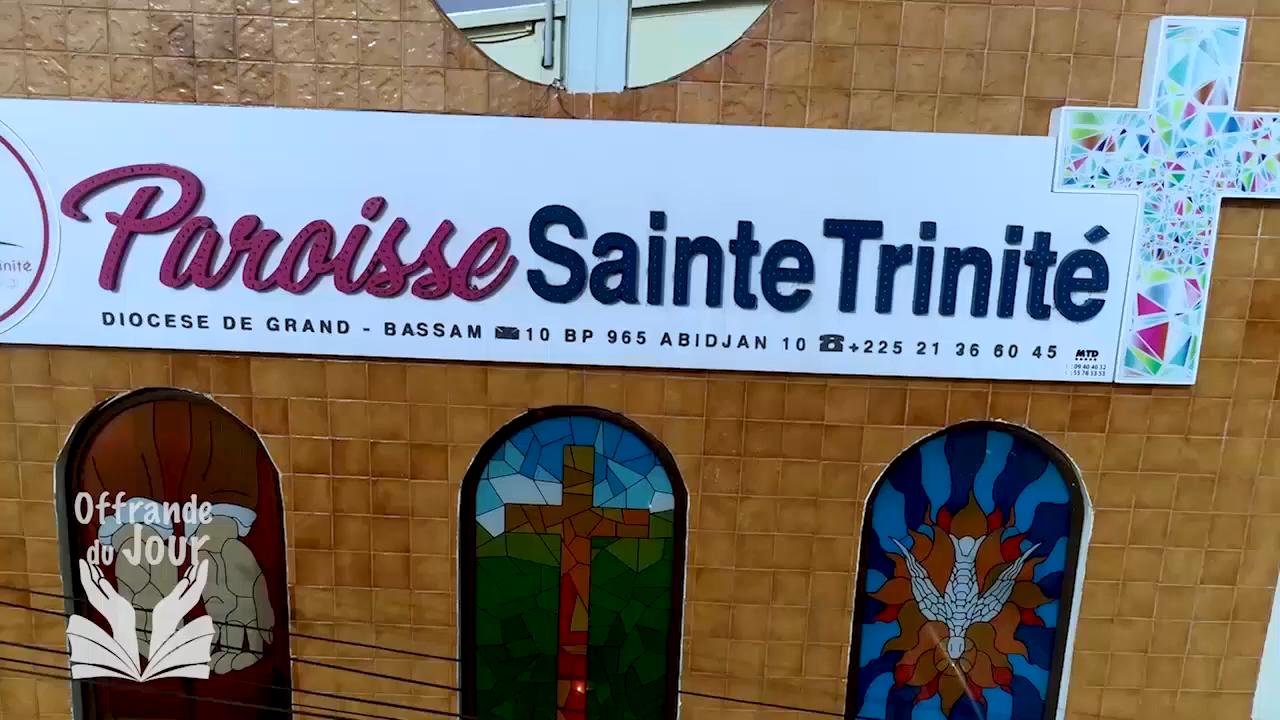 Paroisse Sainte Trinité
DIOCESE DE GRAND - BASSAM 10 BP 965 ABIDJAN 10 +225 21 36 60 45
MTD
Offrande
du Jour